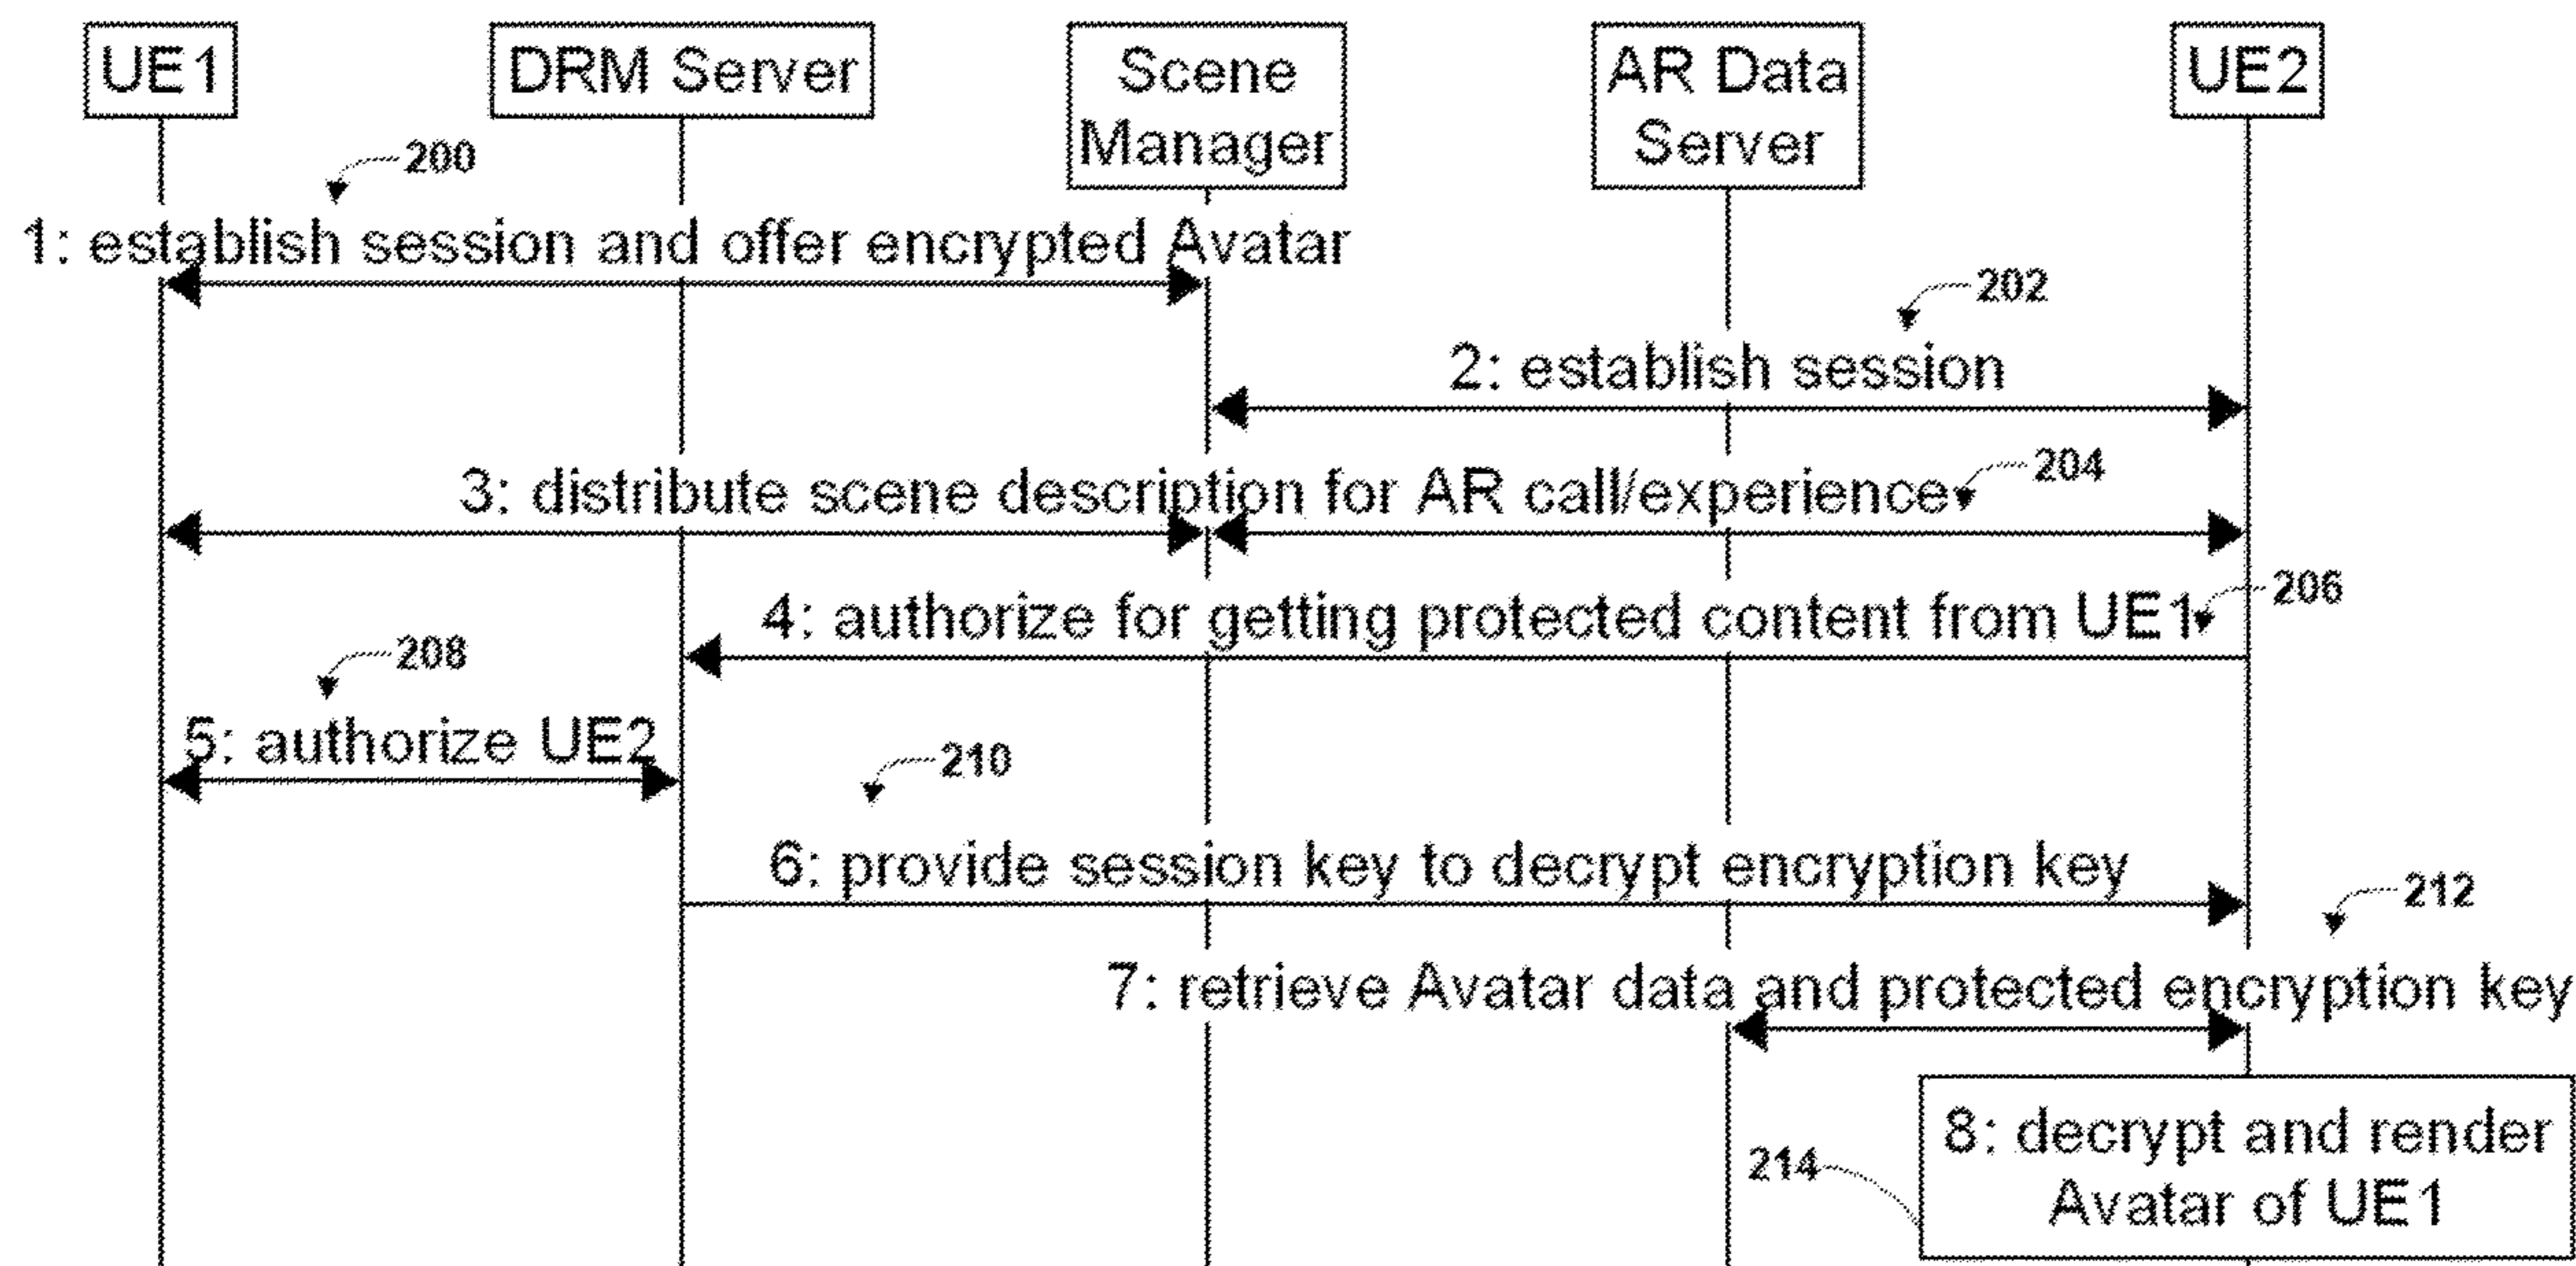 UE1
DRM Server
Scene
Manager
AR Data
Server
UE2
200
1: establish session and offer encrypted Avatar
202
2: establish session
204
3: distribute scene description for AR call/experience
206
4: authorize for getting protected content from UE1
208
5: authorize UE2
210
6: provide session key to decrypt encryption key
212
7: retrieve Avatar data and protected encryption key
214
8: decrypt and render
Avatar of UE1